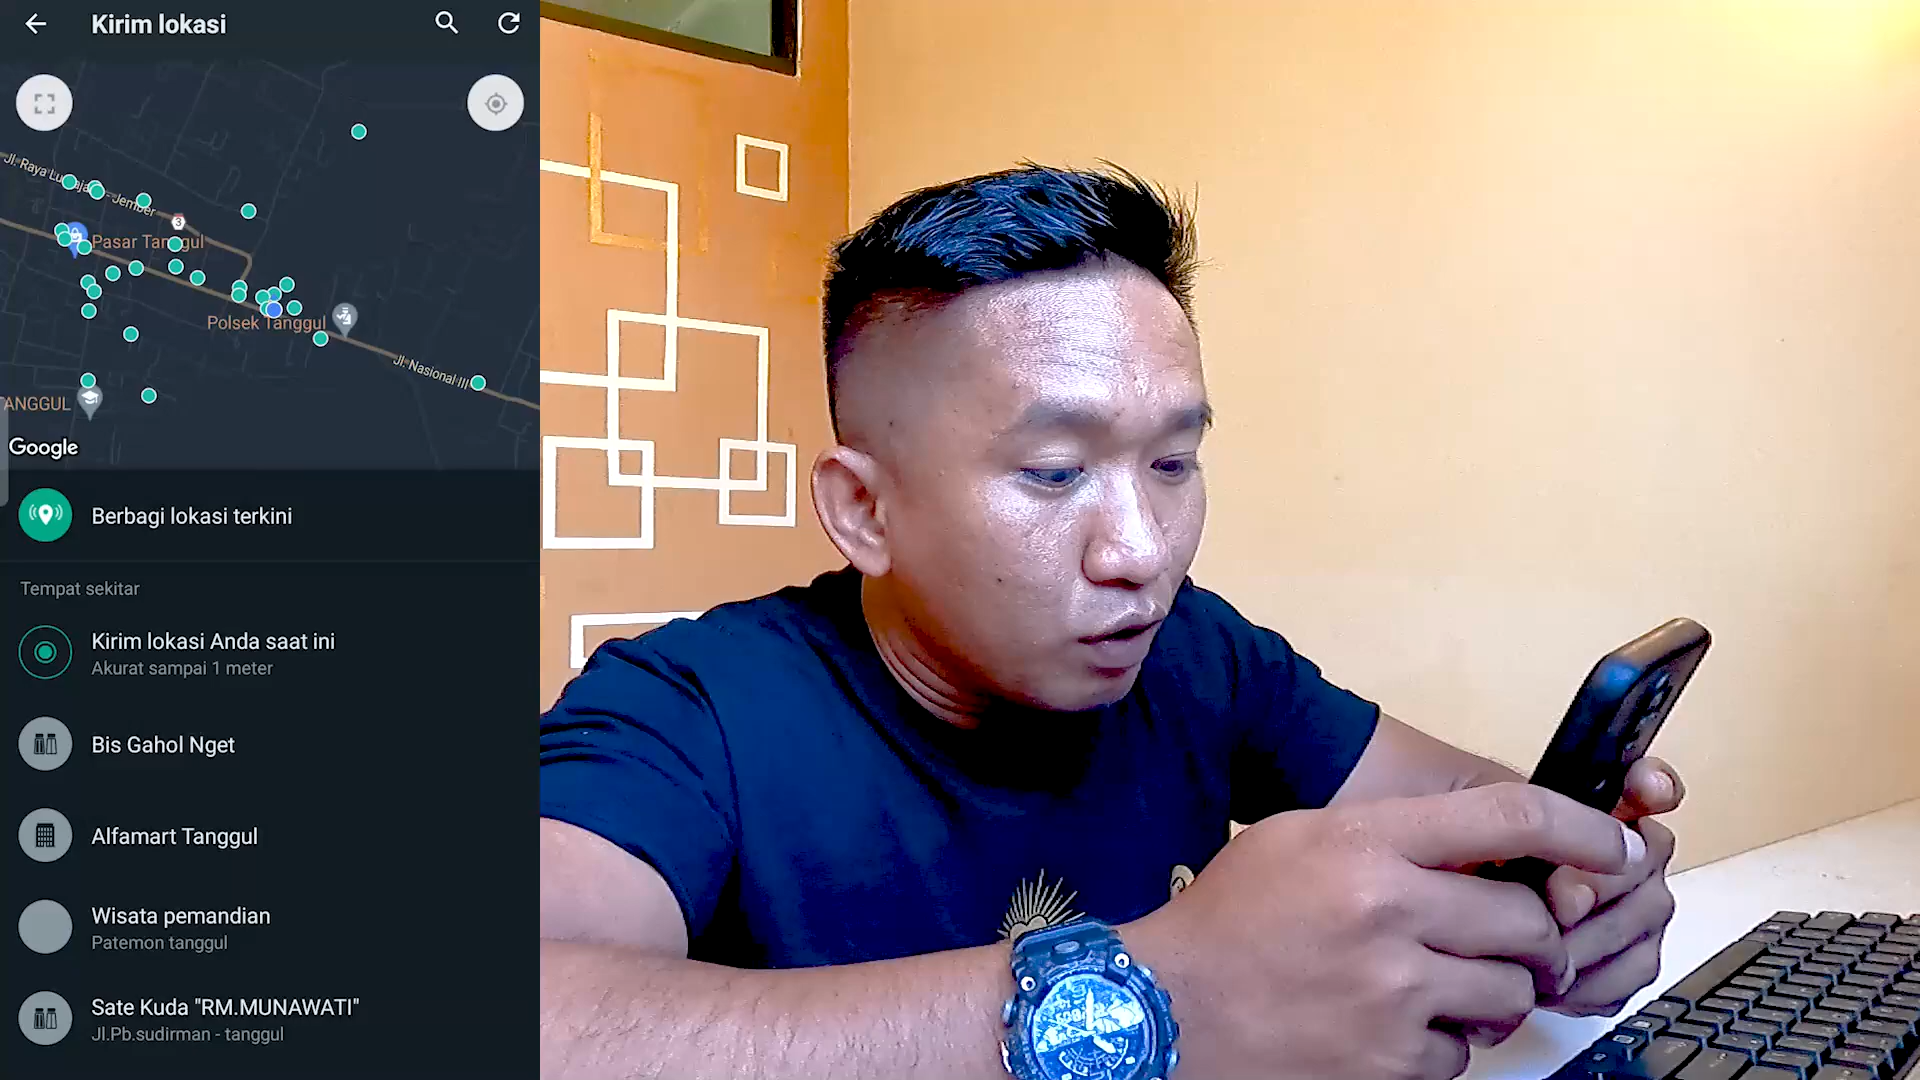 Kirim lokasi
Jl. Raya Lumajang - Jember
3
Pasar Tanggul
Polsek Tanggul
Jl. Nasional III
TANGGUL
Google
Berbagi lokasi terkini
Tempat sekitar
Kirim lokasi Anda saat ini
Akurat sampai 1 meter
Bis Gahol Nget
Alfamart Tanggul
Wisata pemandian
Patemon tanggul
Sate Kuda "RM.MUNAWATI"
Jl.Pb.sudirman - tanggul